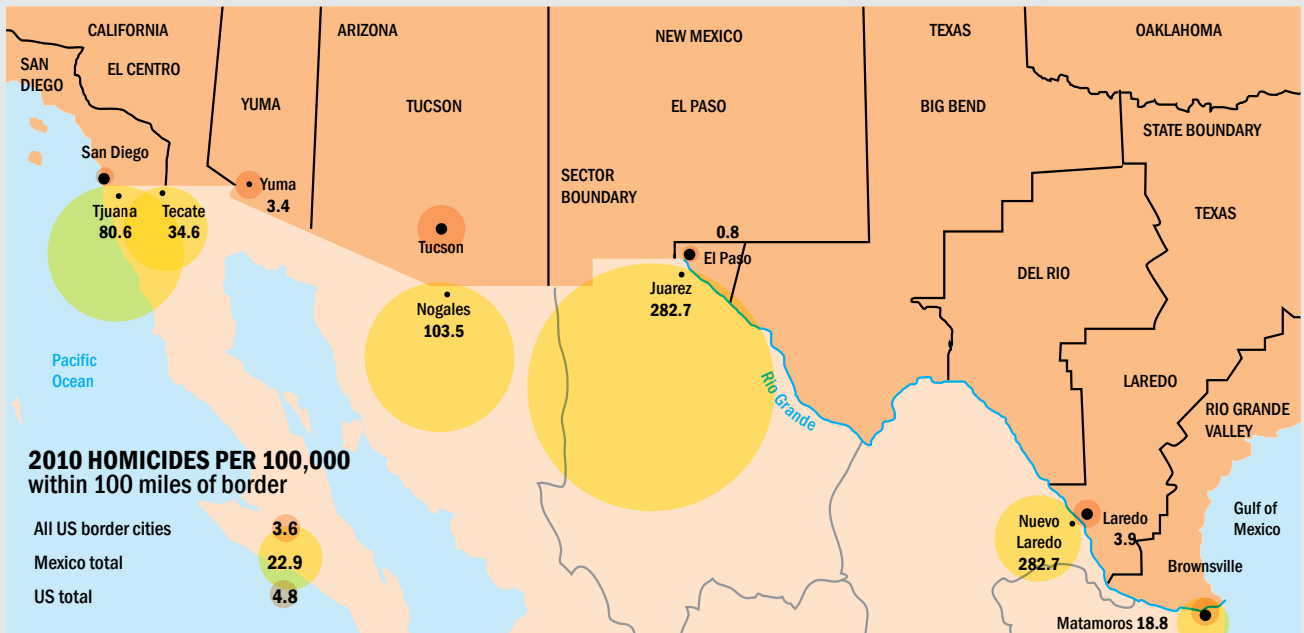 CALIFORNIA
ARIZONA
NEW MEXICO
TEXAS
OKLAHOMA
SAN
DIEGO
EL CENTRO
YUMA
TUCSON
EL PASO
BIG BEND
STATE BOUNDARY
San Diego
SECTOR
BOUNDARY
Yuma
3.4
Tjuana
80.6
Tecate
34.6
TEXAS
Tucson
0.8
El Paso
DEL RIO
Juarez
282.7
Nogales
103.5
Pacific
Ocean
Rio Grande
LAREDO
RIO GRANDE
VALLEY
2010 HOMICIDES PER 100,000
within 100 miles of border
All US border cities 3.6
Mexico total 22.9
US total 4.8
Nuevo
Laredo
282.7
Laredo
3.9
Gulf of
Mexico
Brownsville
Matamoros 18.8